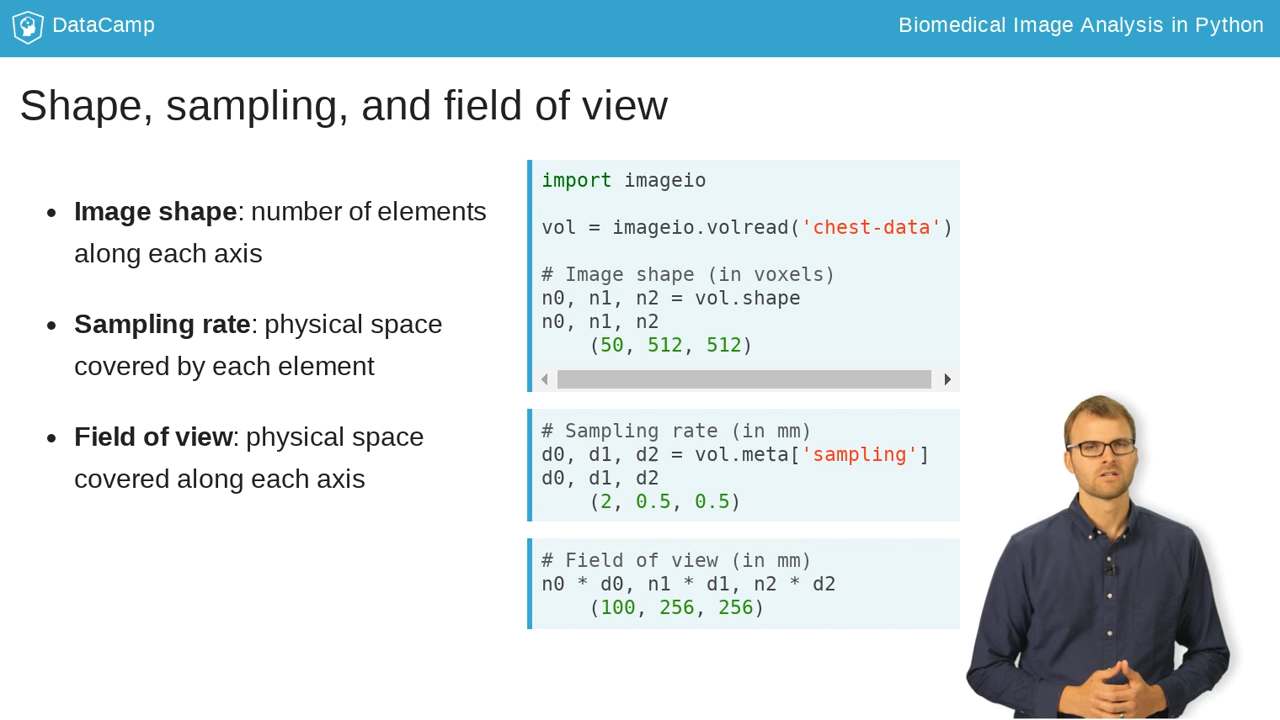 DataCamp
Biomedical Image Analysis in Python
Shape, sampling, and field of view
• Image shape: number of elements
along each axis
• Sampling rate: physical space
covered by each element
• Field of view: physical space
covered along each axis
import imageio
vol = imageio.volread('chest-data')
# Image shape (in voxels)
n0, n1, n2 = vol.shape
n0, n1, n2
(50, 512, 512)
# Sampling rate (in mm)
d0, d1, d2 = vol.meta['sampling']
d0, d1, d2
(2, 0.5, 0.5)
# Field of view (in mm)
n0 * d0, n1 * d1, n2 * d2
(100, 256, 256)